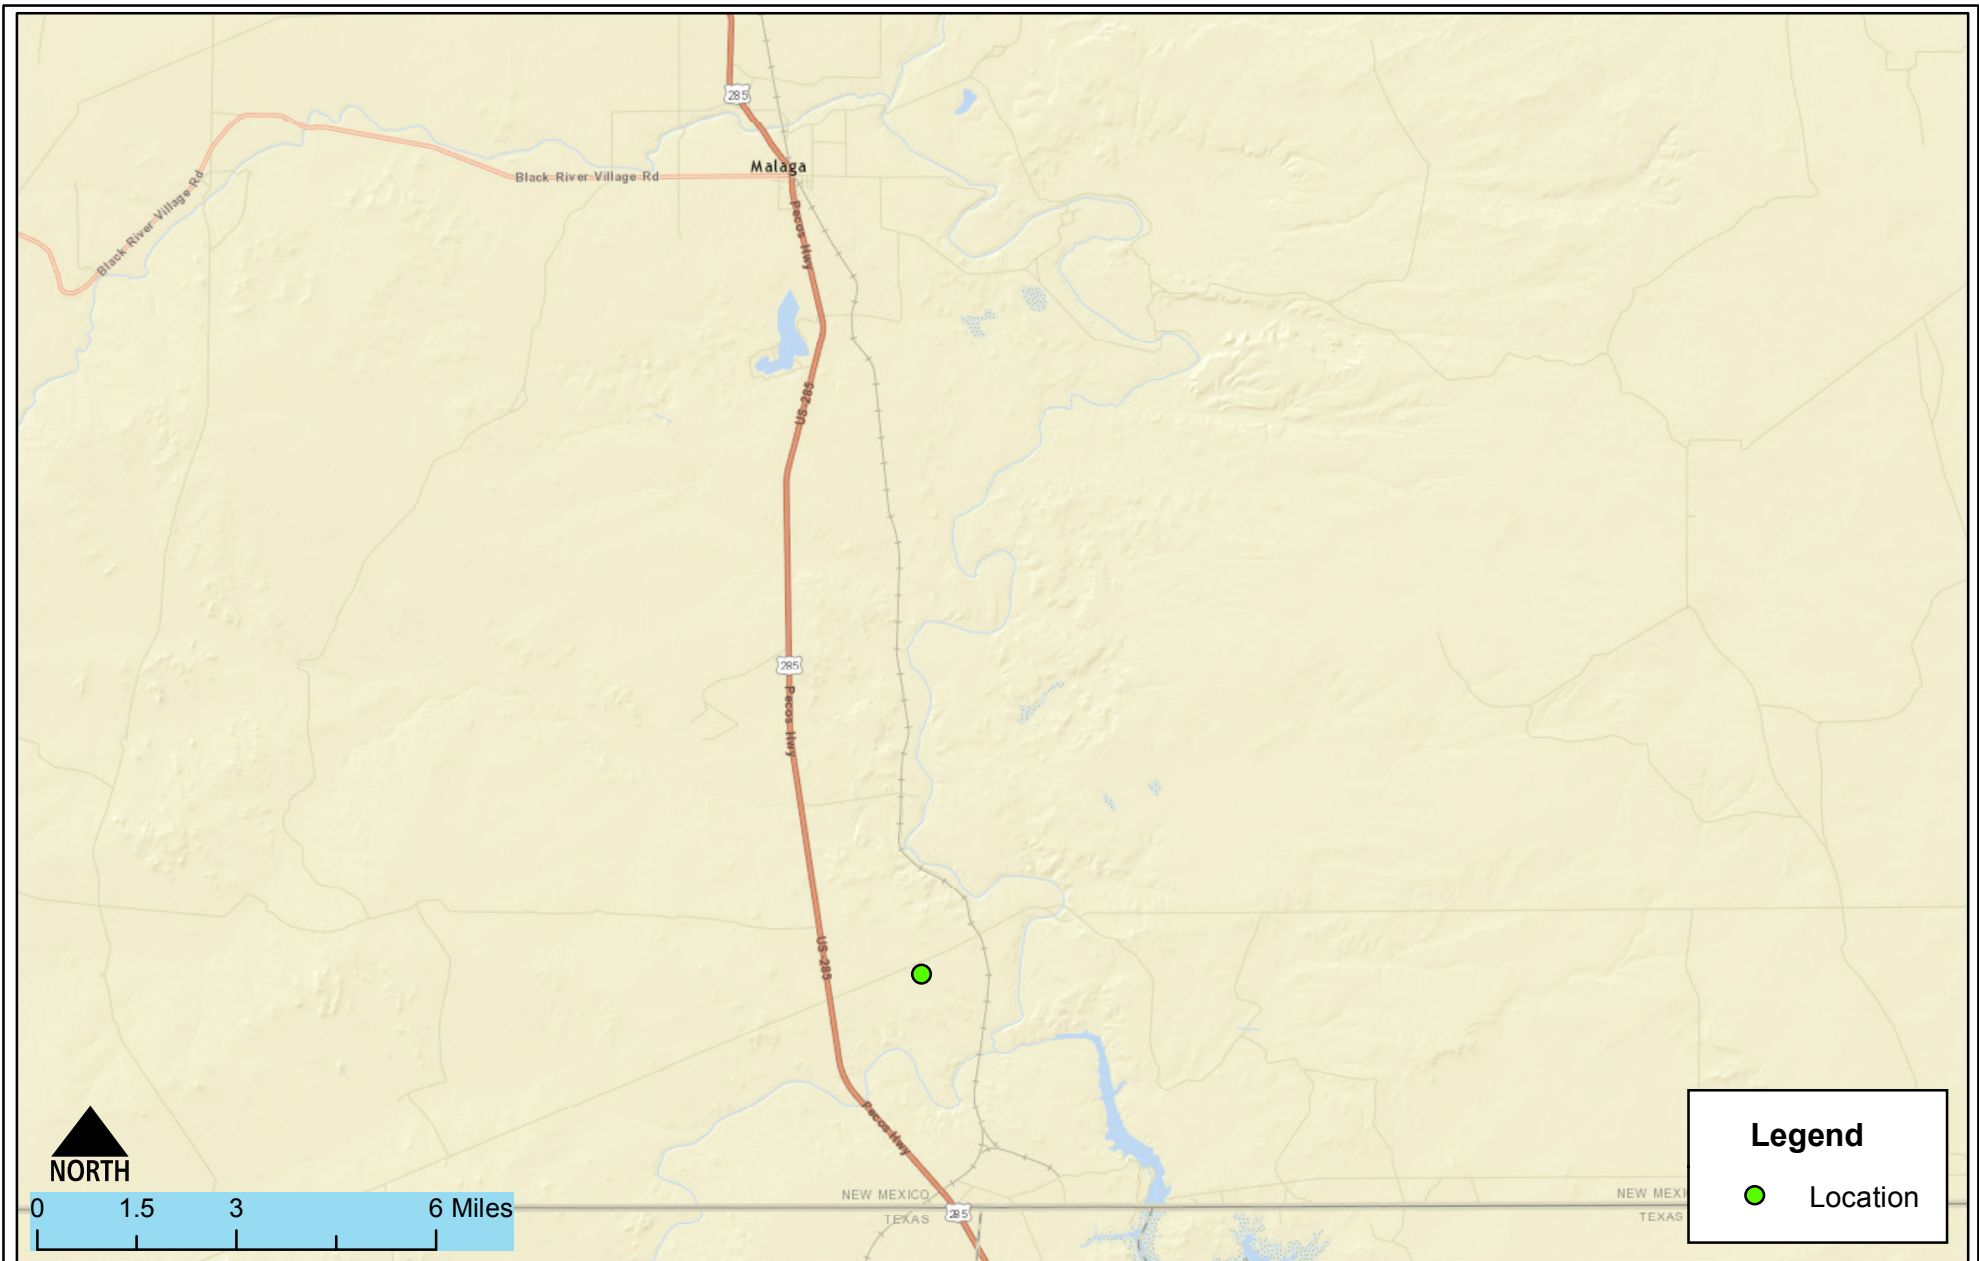 285
Malaga
Black River Village Rd
Black River Village Rd
Pecos Hwy
US-285
285
Pecos Hwy
US-285
Pecos Hwy
NORTH
0 1.5 3 6 Miles
NEW MEXICO
TEXAS
285
NEW MEXI
TEXAS
Legend
Location